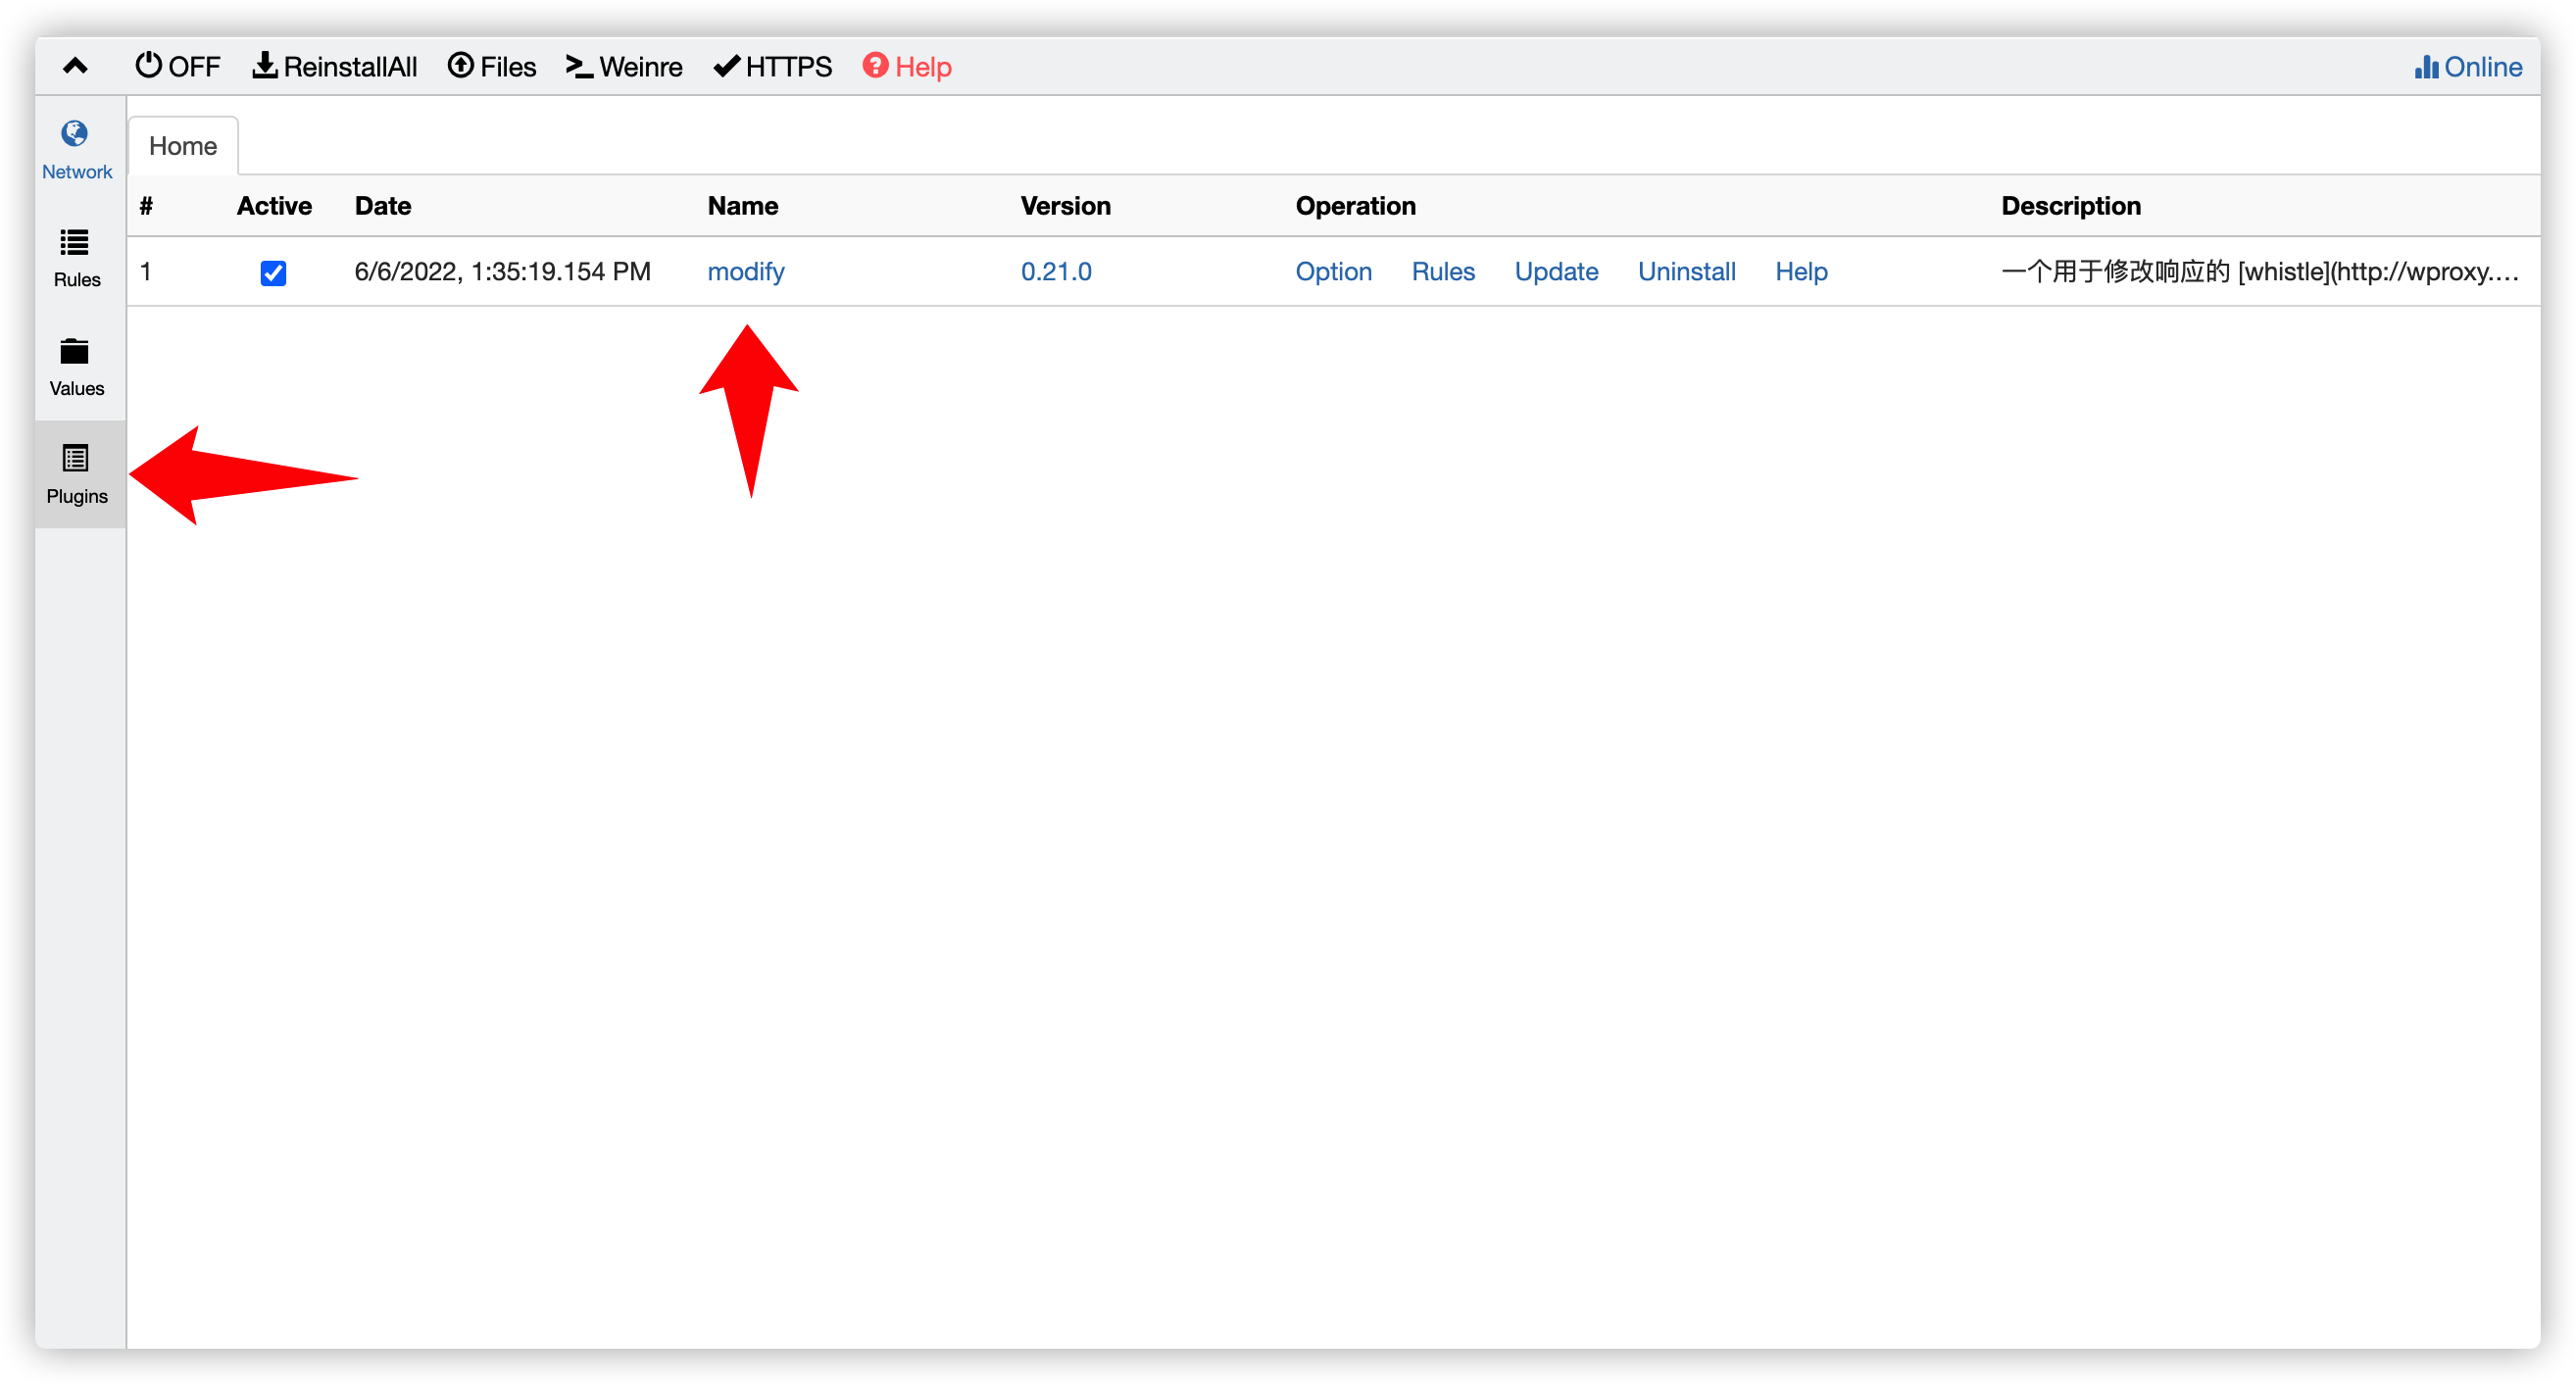 OFF ReinstallAll Files Weinre HTTPS Help Online
Network
Rules
Values
Plugins
Home
# Active Date Name Version Operation Description
1 6/6/2022, 1:35:19.154 PM modify 0.21.0 Option Rules Update Uninstall Help 一个用于修改响应的 [whistle](http://wproxy.…